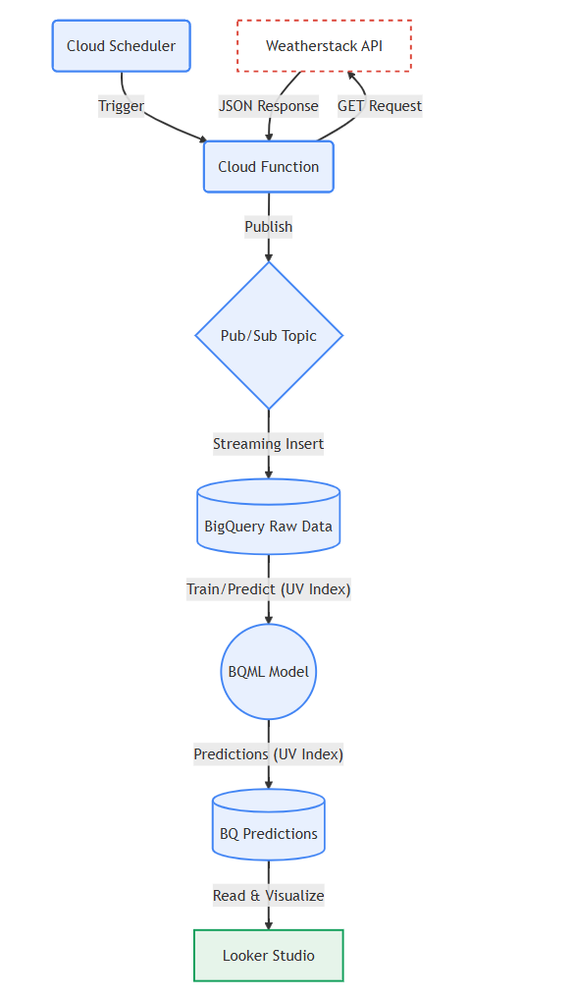 Cloud Scheduler
Weatherstack API
Trigger
JSON Response
GET Request
Cloud Function
Publish
Pub/Sub Topic
Streaming Insert
BigQuery Raw Data
Train/Predict (UV Index)
BQML Model
Predictions (UV Index)
BQ Predictions
Read & Visualize
Looker Studio